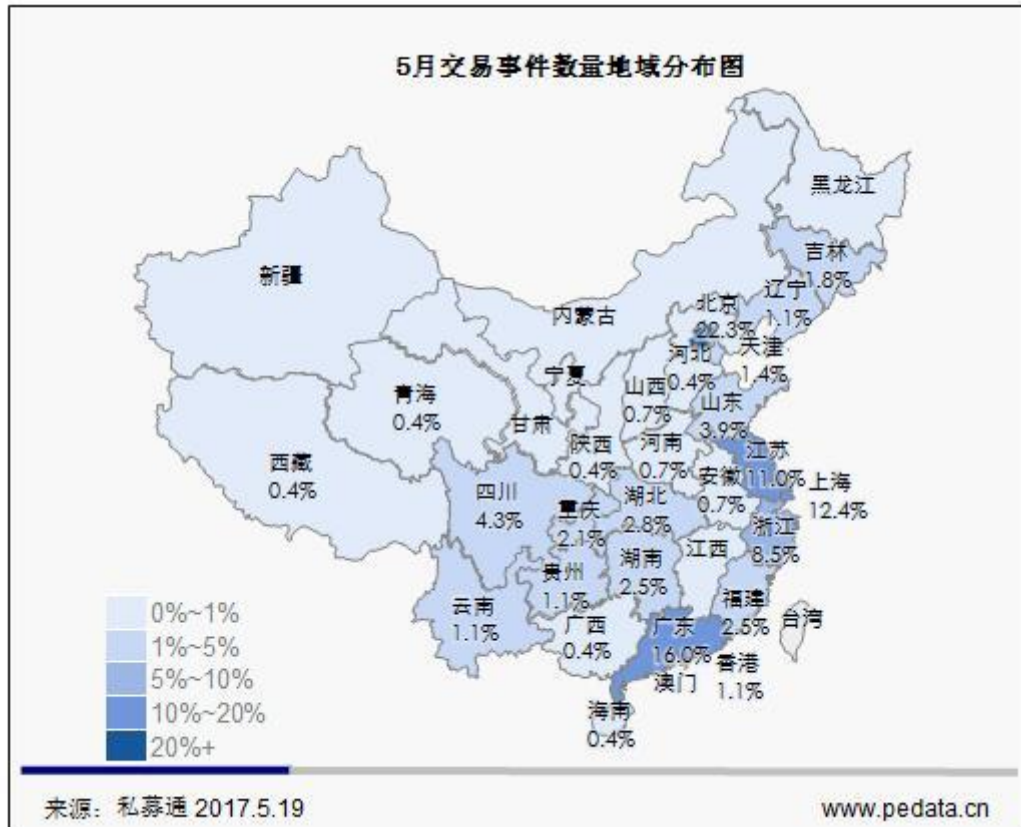 5月交易事件数量地域分布图
黑龙江
吉林
1.8%
辽宁
1.1%
新疆
内蒙古
北京
22.3%
天津
1.4%
河北
0.4%
宁夏
山西
0.7%
山东
3.9%
青海
0.4%
甘肃
陕西
0.4%
河南
0.7%
江苏
11.0%
西藏
0.4%
四川
4.3%
重庆
2.1%
湖北
2.8%
安徽
0.7%
上海
12.4%
浙江
8.5%
湖南
2.5%
江西
贵州
1.1%
云南
1.1%
福建
2.5%
台湾
广西
0.4%
广东
16.0%
香港
1.1%
澳门
海南
0.4%
0%~1%
1%~5%
5%~10%
10%~20%
20%+
来源：私募通 2017.5.19
www.pedata.cn